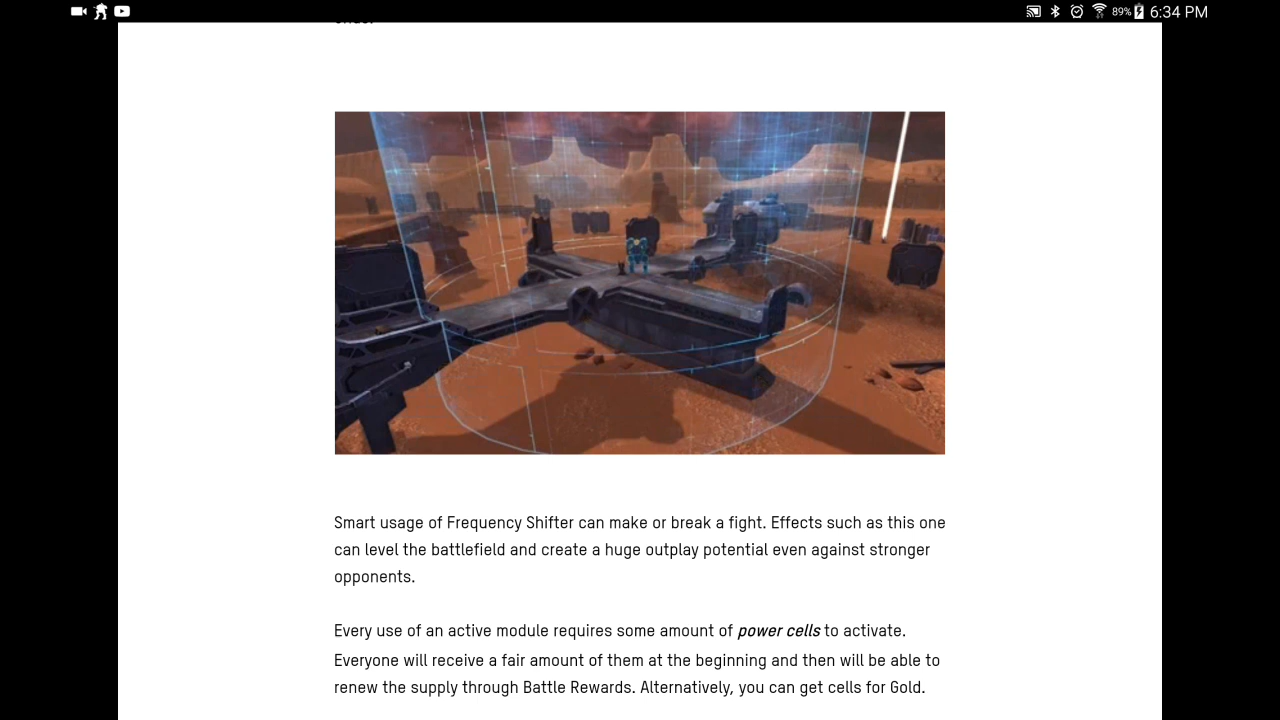 89% 6:34 PM
Smart usage of Frequency Shifter can make or break a fight. Effects such as this one
can level the battlefield and create a huge outplay potential even against stronger
opponents.
Every use of an active module requires some amount of power cells to activate.
Everyone will receive a fair amount of them at the beginning and then will be able to
renew the supply through Battle Rewards. Alternatively, you can get cells for Gold.